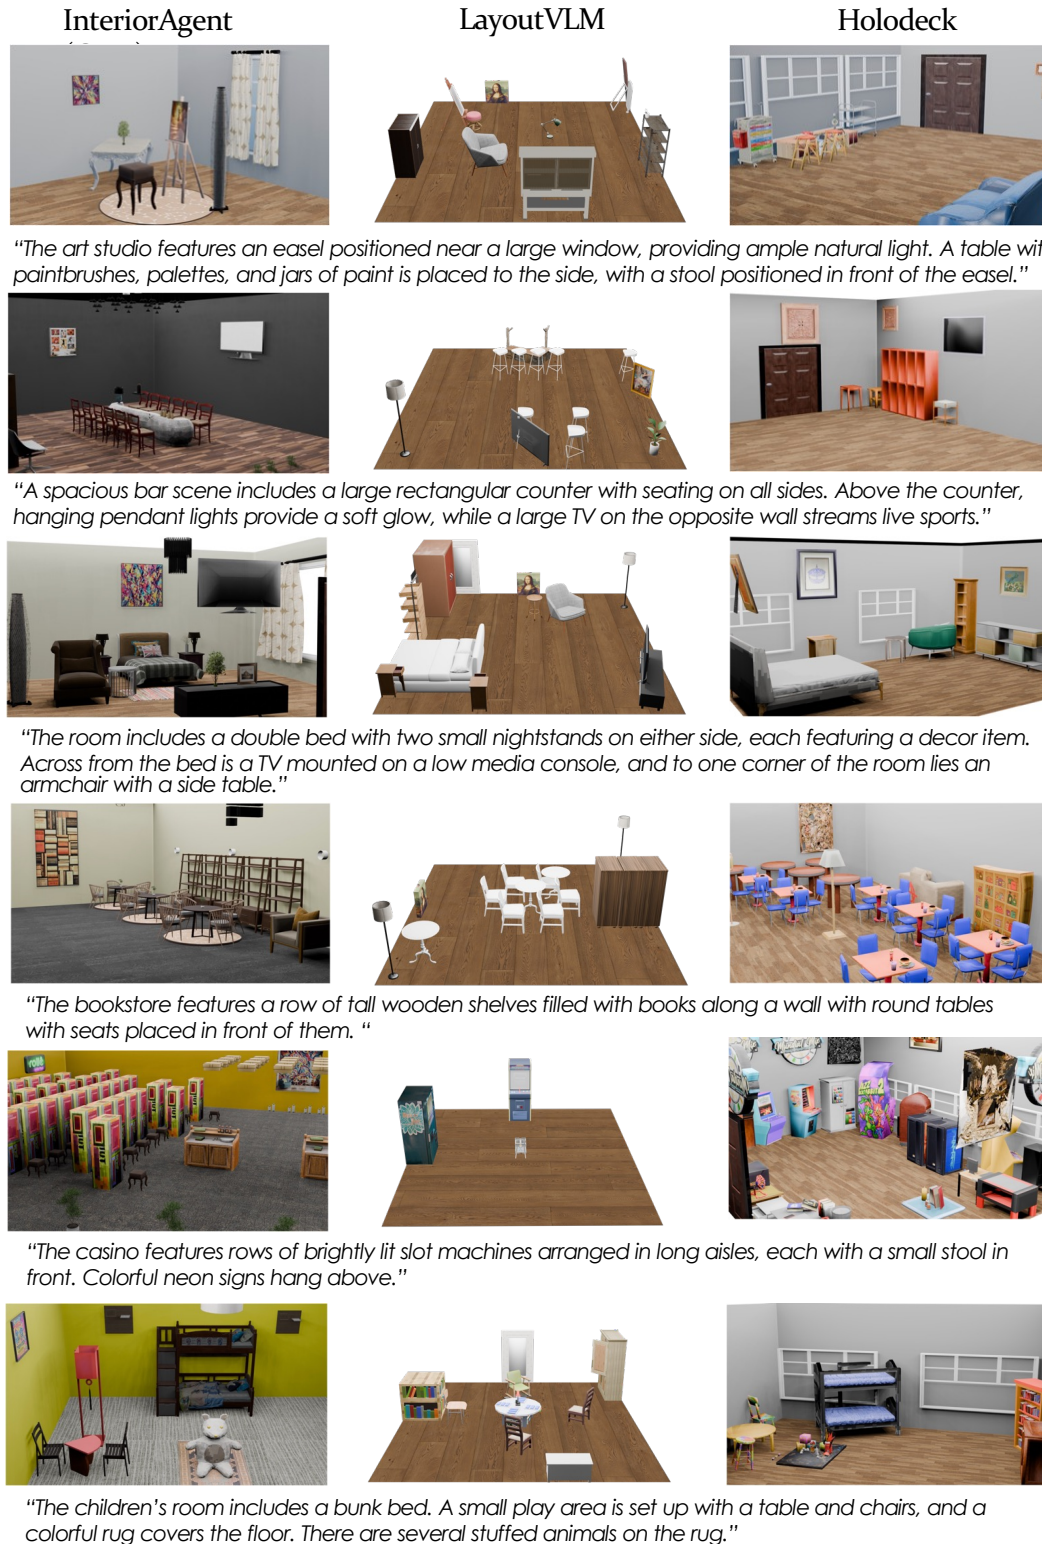 InteriorAgent
LayoutVLM
Holodeck
“The art studio features an easel positioned near a large window, providing ample natural light. A table
paintbrushes, palettes, and jars of paint is placed to the side, with a stool positioned in front of the easel.”
“A spacious bar scene includes a large rectangular counter with seating on all sides. Above the counter,
hanging pendant lights provide a soft glow, while a large TV on the opposite wall streams live sports.”
“The room includes a double bed with two small nightstands on either side, each featuring a decor item.
Across from the bed is a TV mounted on a low media console, and to one corner of the room lies an
armchair with a side table.”
“The bookstore features a row of tall wooden shelves filled with books along a wall with round tables
with seats placed in front of them. “
“The casino features rows of brightly lit slot machines arranged in long aisles, each with a small stool in
front. Colorful neon signs hang above.”
“The children’s room includes a bunk bed. A small play area is set up with a table and chairs, and a
colorful rug covers the floor. There are several stuffed animals on the rug.”